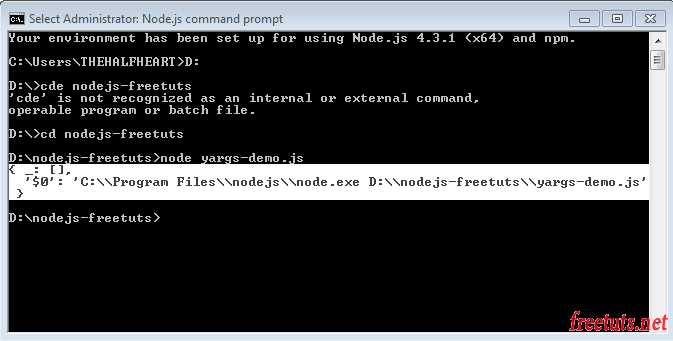 Select Administrator: Node.js command prompt
Your environment has been set up for using Node.js 4.3.1 (x64) and npm.
C:\Users\THEHALFHEART>D:
D:\>cde nodejs-freetuts
'cde' is not recognized as an internal or external command,
operable program or batch file.
D:\>cd nodejs-freetuts
D:\nodejs-freetuts>node yargs-demo.js
{ _: [],
'$0': 'C:\\Program Files\\nodejs\\node.exe D:\\nodejs-freetuts\\yargs-demo.js'
}
D:\nodejs-freetuts>
freetuts.net